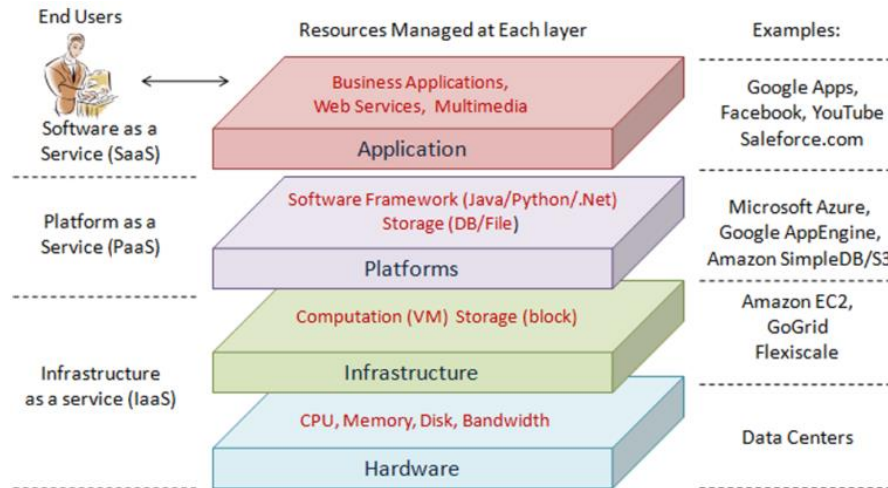 End Users
Resources Managed at Each layer
Examples:
Business Applications,
Web Services, Multimedia
Application
Software as a
Service (SaaS)
Google Apps,
Facebook, YouTube
Saleforce.com
Platform as a
Service (PaaS)
Software Framework (Java/Python/.Net)
Storage (DB/File)
Platforms
Microsoft Azure,
Google AppEngine,
Amazon SimpleDB/S3
Infrastructure
as a service (IaaS)
Computation (VM) Storage (block)
Infrastructure
Amazon EC2,
GoGrid
Flexiscale
CPU, Memory, Disk, Bandwidth
Hardware
Data Centers